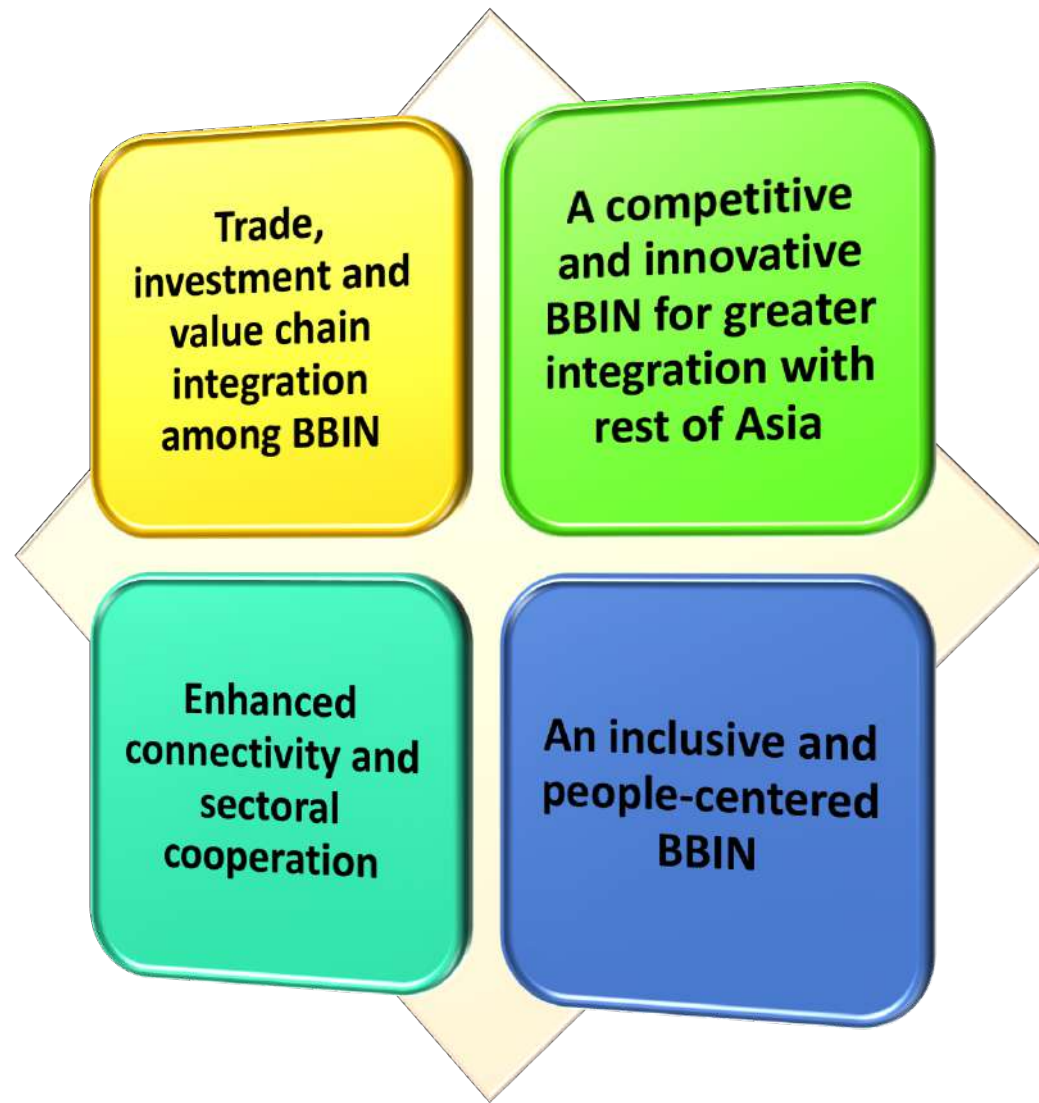 Trade,
investment and
value chain
integration
among BBIN
A competitive
and innovative
BBIN for greater
integration with
rest of Asia
Enhanced
connectivity and
sectoral
cooperation
An inclusive and
people-centered
BBIN